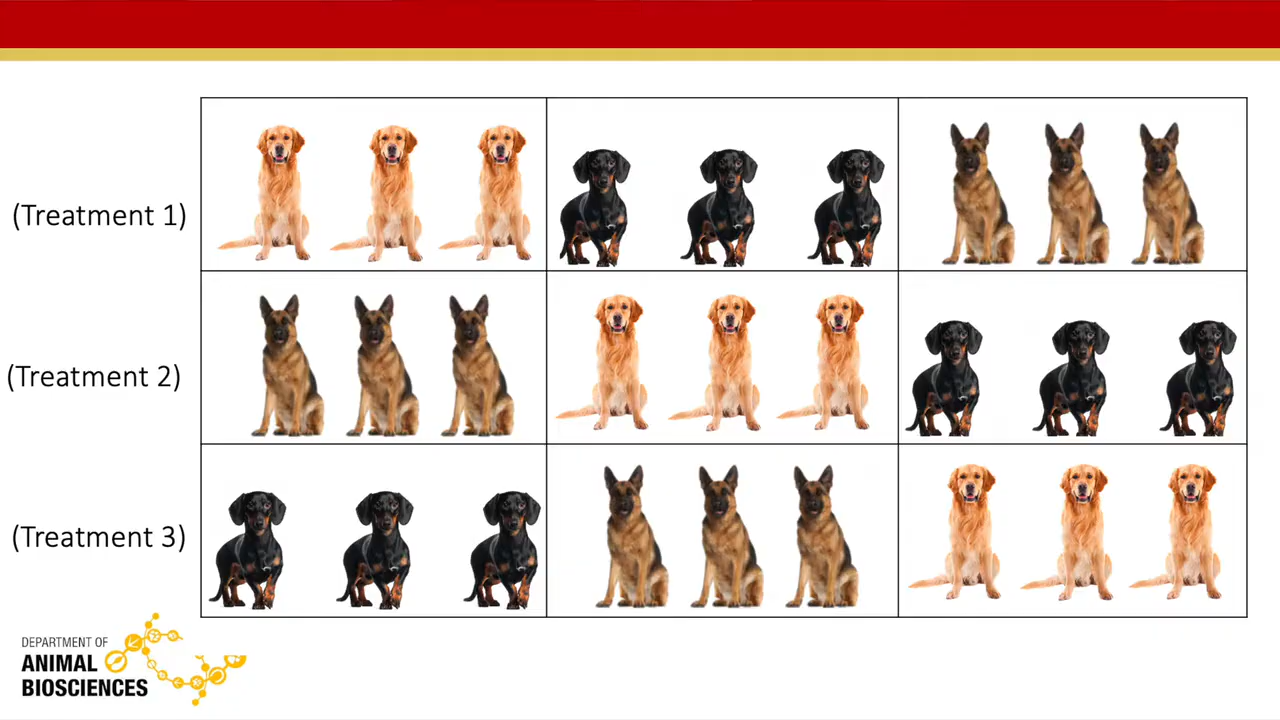 (Treatment 1)
(Treatment 2)
(Treatment 3)
DEPARTMENT OF
ANIMAL
BIOSCIENCES